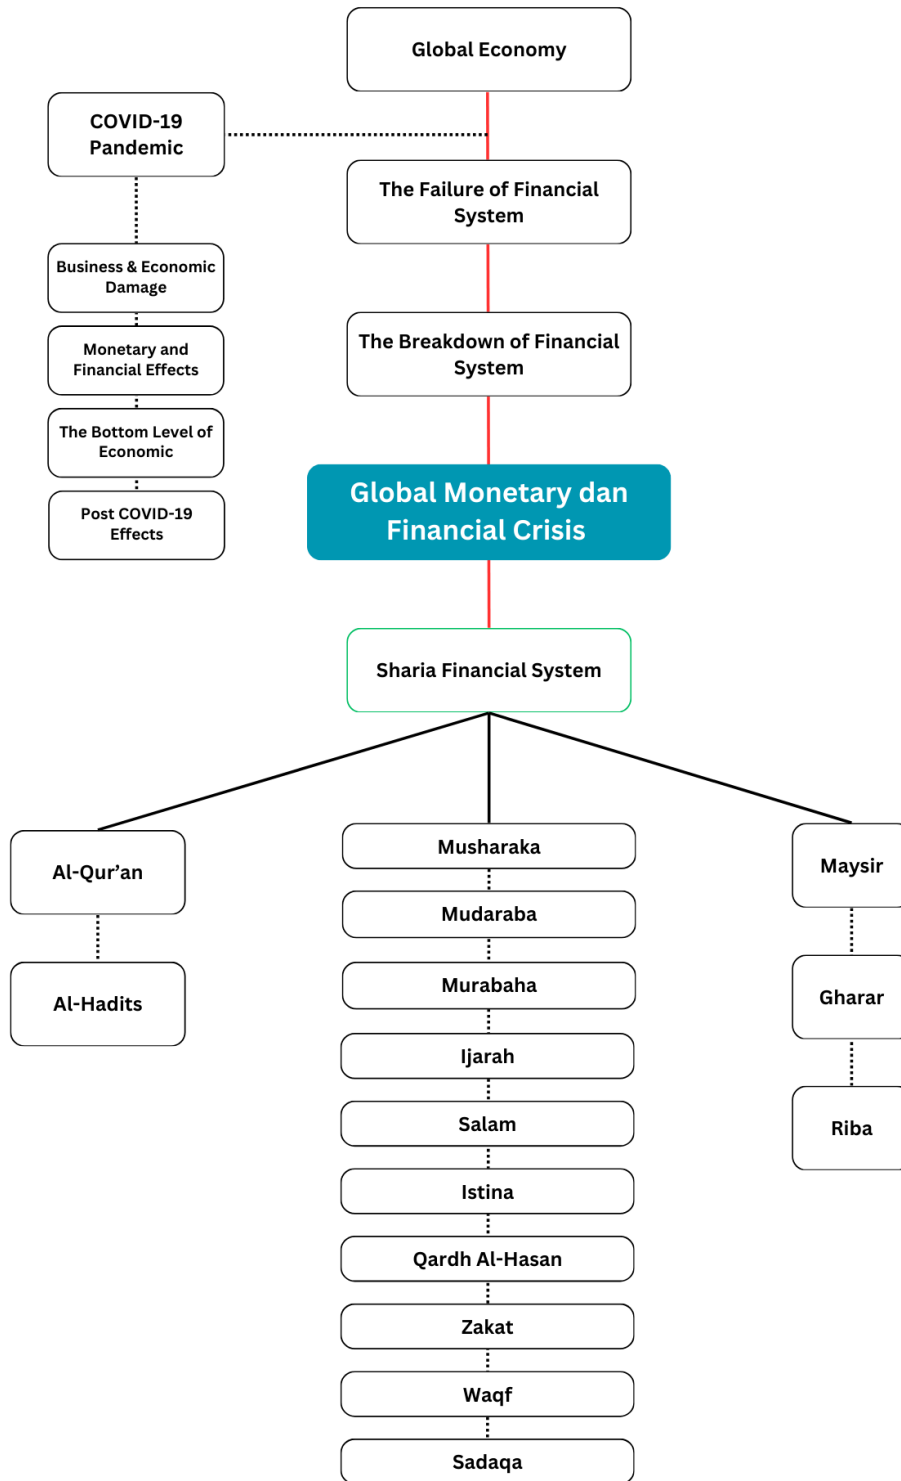 Global Economy
COVID-19
Pandemic
The Failure of Financial
System
Business & Economic
Damage
The Breakdown of Financial
System
Monetary and
Financial Effects
The Bottom Level of
Economic
Global Monetary dan
Financial Crisis
Post COVID-19
Effects
Sharia Financial System
Al-Qur’an
Al-Hadits
Musharaka
Mudaraba
Murabaha
Ijarah
Salam
Istina
Qardh Al-Hasan
Zakat
Waqf
Sadaqa
Maysir
Gharar
Riba